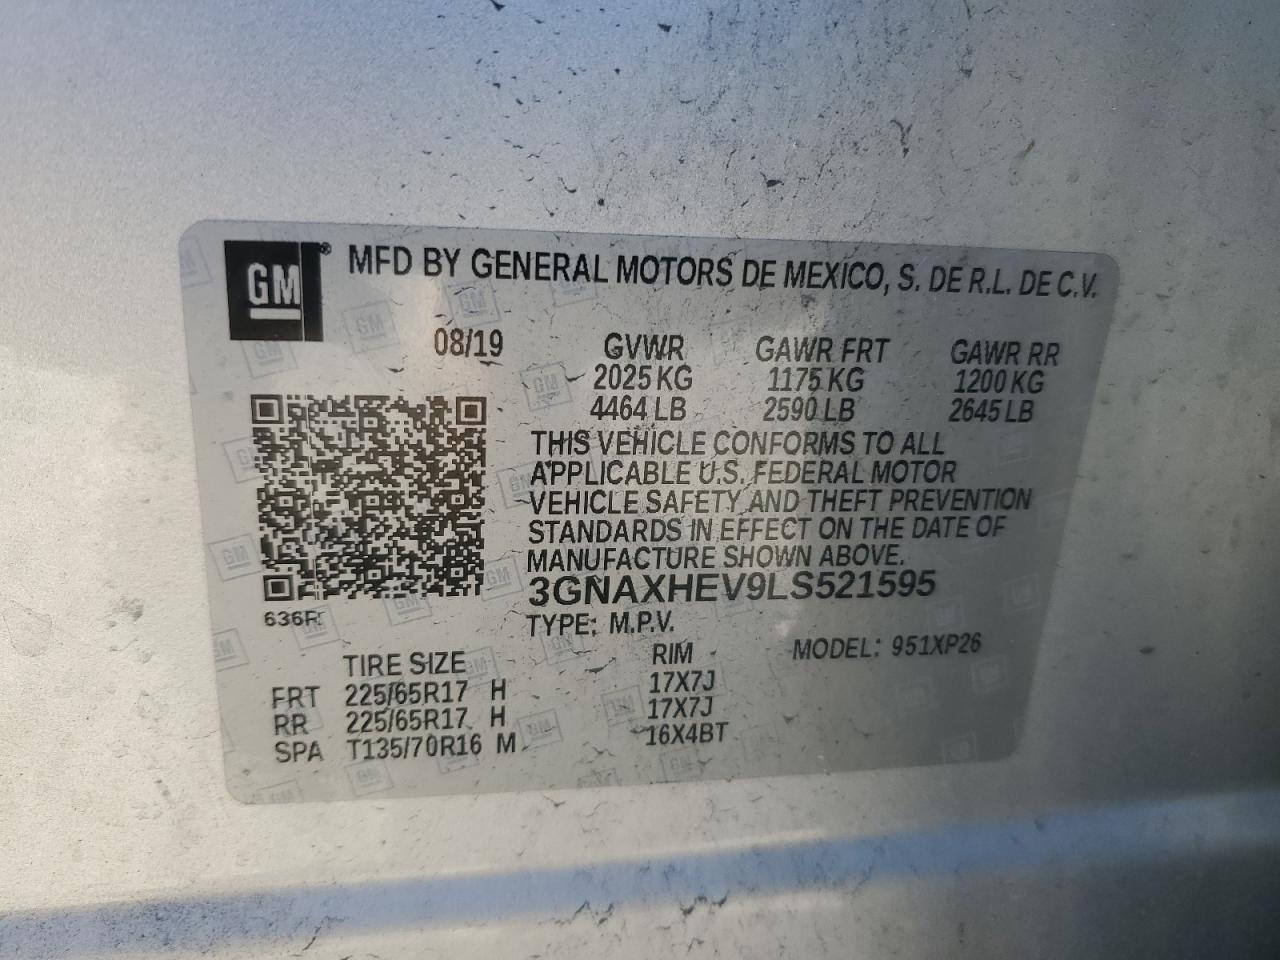 GM® MFD BY GENERAL MOTORS DE MEXICO, S. DE R.L. DE C.V.
08/19 GVWR GAWR FRT GAWR RR
2025 KG 1175 KG 1200 KG
4464 LB 2590 LB 2645 LB
THIS VEHICLE CONFORMS TO ALL
APPLICABLE U.S. FEDERAL MOTOR
VEHICLE SAFETY AND THEFT PREVENTION
STANDARDS IN EFFECT ON THE DATE OF
MANUFACTURE SHOWN ABOVE.
3GNAXHEV9LS521595
636R
TYPE: M.P.V.
MODEL: 951XP26
TIRE SIZE RIM
FRT 225/65R17 H 17X7J
RR 225/65R17 H 17X7J
SPA T135/70R16 M 16X4BT